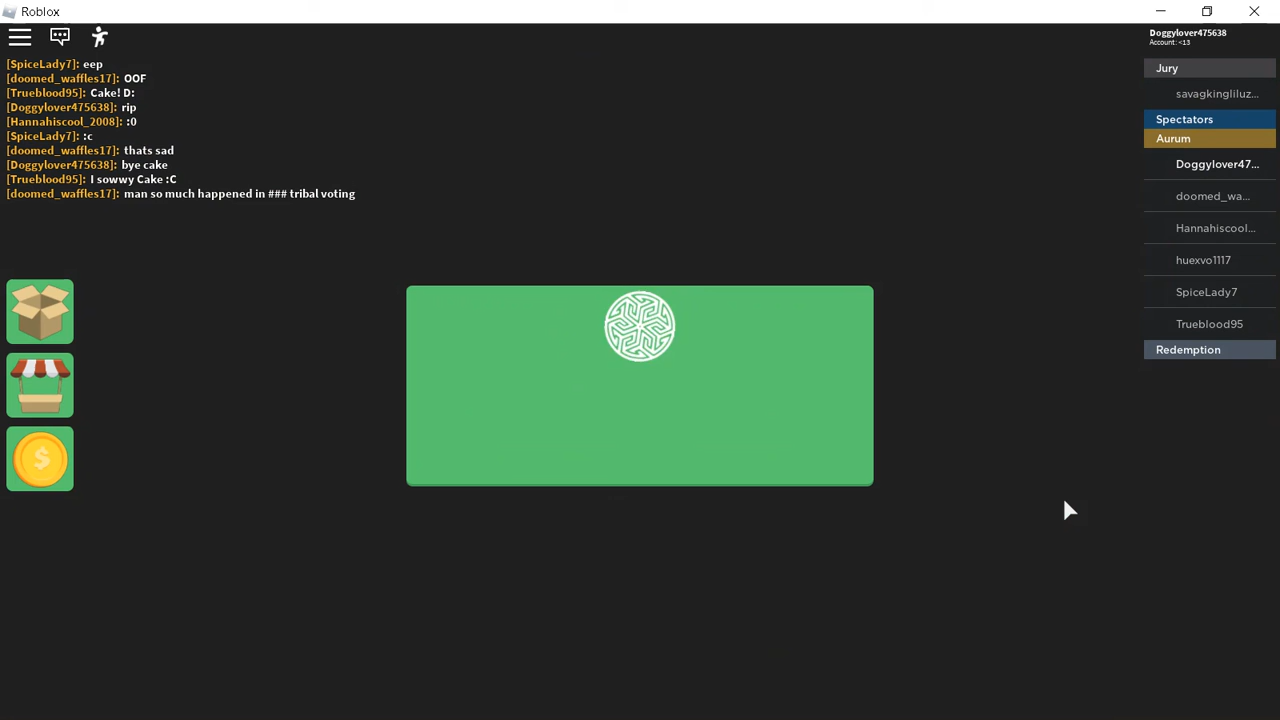 Roblox
Doggylover475638
Account: <13
[SpiceLady7]: eep
[doomed_waffles17]: OOF
[Trueblood95]: Cake! D:
[Doggylover475638]: rip
[Hannahiscool_2008]: :0
[SpiceLady7]: :c
[doomed_waffles17]: thats sad
[Doggylover475638]: bye cake
[Trueblood95]: I sowwy Cake :C
[doomed_waffles17]: man so much happened in ### tribal voting
Jury
savagkingliluz...
Spectators
Aurum
Doggylover47...
doomed_wa...
Hannahiscool...
huexvo1117
SpiceLady7
Trueblood95
Redemption
$